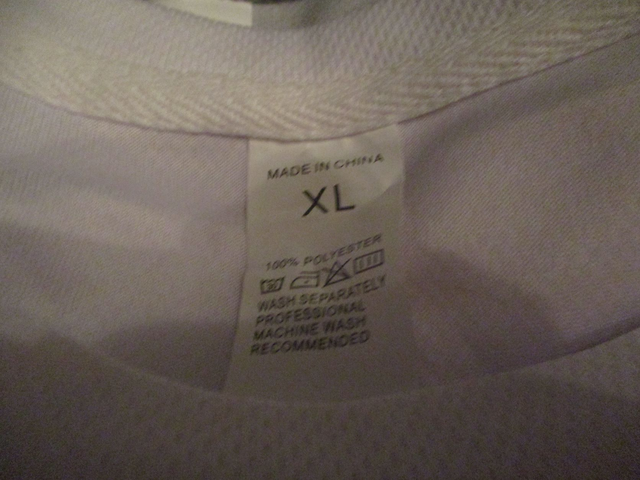 MADE IN CHINA
XL
100% POLYESTER
WASH SEPARATELY
PROFESSIONAL
MACHINE WASH
RECOMMENDED